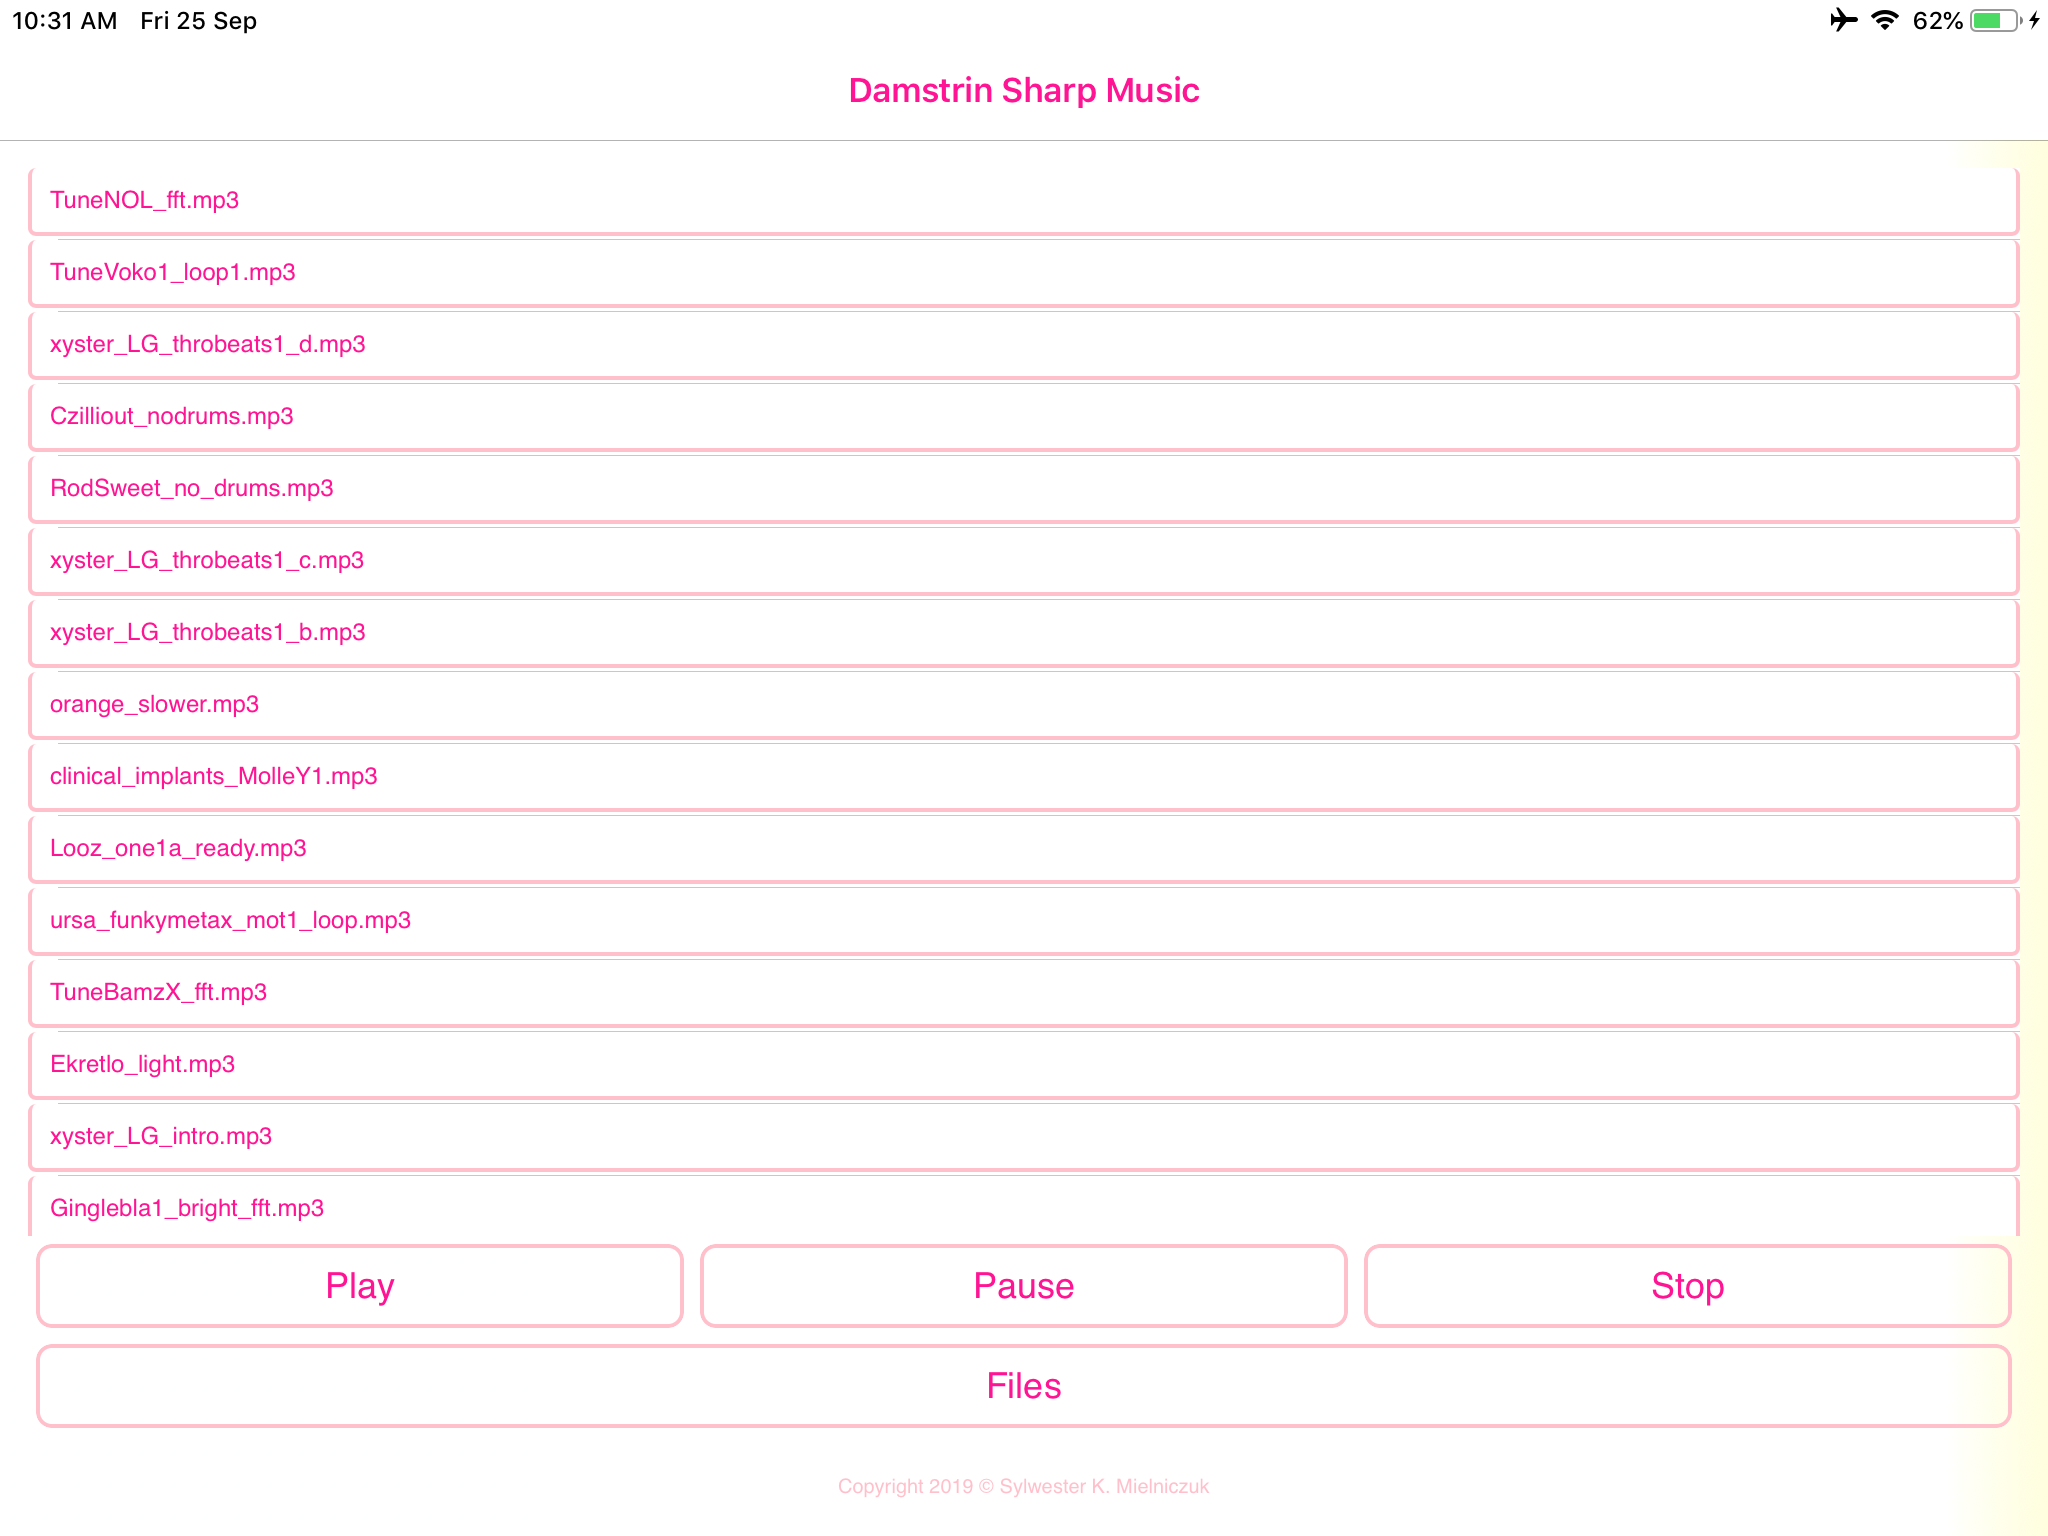 10:31 AM Fri 25 Sep 62%
Damstrin Sharp Music
TuneNOL_fft.mp3
TuneVoko1_loop1.mp3
xyster_LG_throbeats1_d.mp3
Czilliout_nodrums.mp3
RodSweet_no_drums.mp3
xyster_LG_throbeats1_c.mp3
xyster_LG_throbeats1_b.mp3
orange_slower.mp3
clinical_implants_MolleY1.mp3
Looz_one1a_ready.mp3
ursa_funkymetax_mot1_loop.mp3
TuneBamzX_fft.mp3
Ekretlo_light.mp3
xyster_LG_intro.mp3
Ginglebla1_bright_fft.mp3
Play Pause Stop
Files
Copyright 2019 © Sylwester K. Mielniczuk